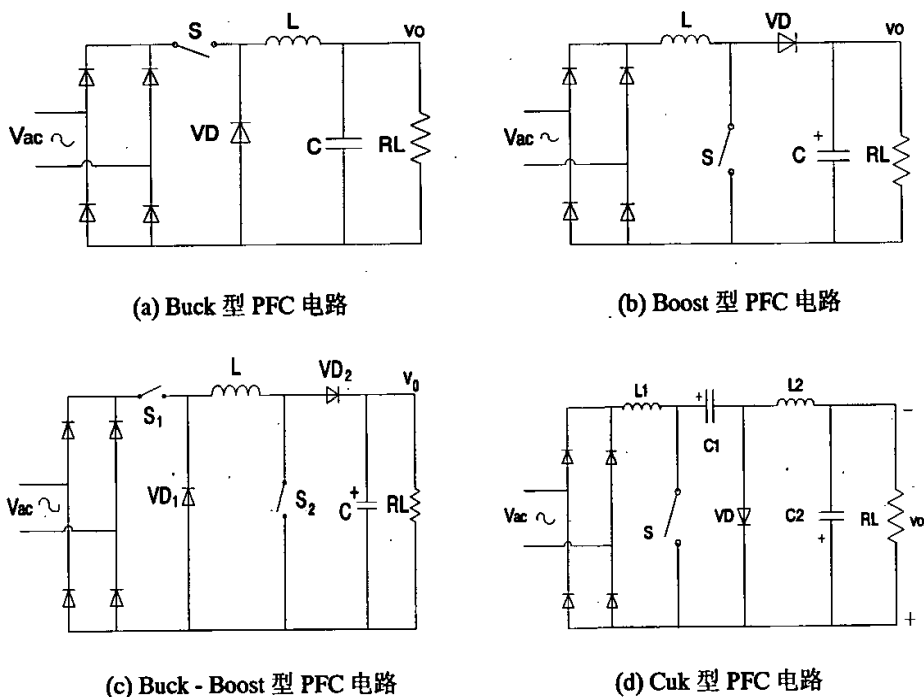 S
L
vo
Vac ~
VD
C
RL
(a) Buck 型 PFC 电路
L
VD
vo
Vac ~
S
+
C
RL
(b) Boost 型 PFC 电路
S1
L
VD2
V0
Vac ~
VD1
S2
+
C
RL
(c) Buck - Boost 型 PFC 电路
L1
+
C1
L2
−
Vac ~
S
VD
C2
+
RL
vo
+
(d) Cuk 型 PFC 电路